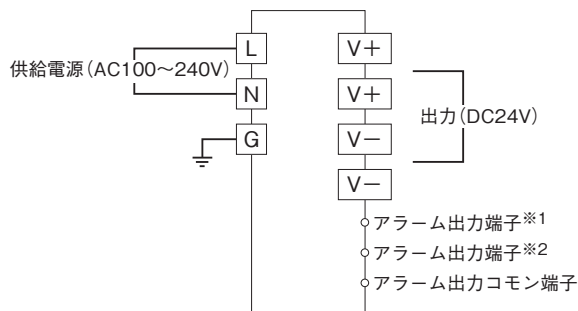 L
V+
供給電源(AC100～240V)
N
V+
出力(DC24V)
G
V−
V−
アラーム出力端子※1
アラーム出力端子※2
アラーム出力コモン端子